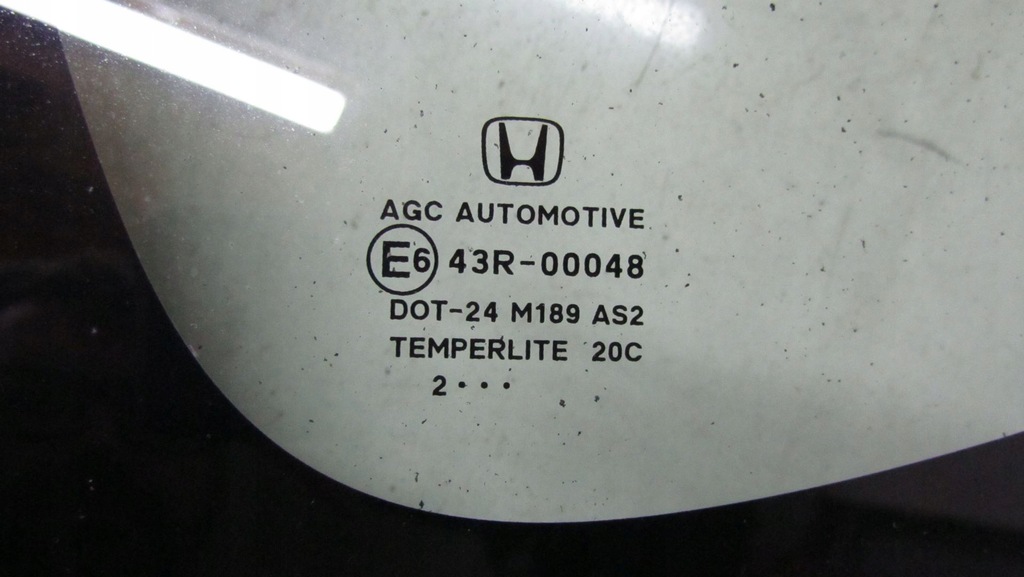 AGC AUTOMOTIVE
E6 43R-00048
DOT-24 M189 AS2
TEMPERLITE 20C
2•••